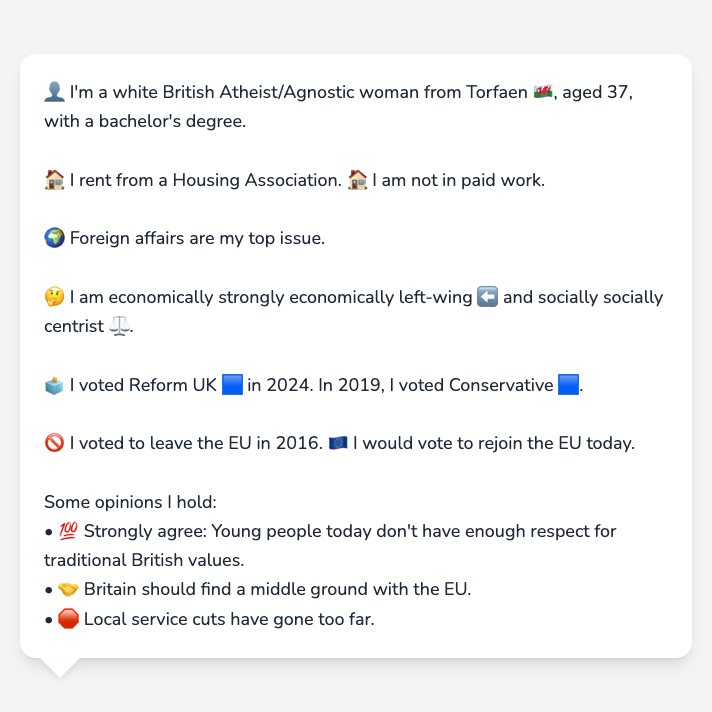 👤 I'm a white British Atheist/Agnostic woman from Torfaen 🏴󠁧󠁢󠁷󠁬󠁳󠁿, aged 37,
with a bachelor's degree.
🏠 I rent from a Housing Association. 🏠 I am not in paid work.
🌍 Foreign affairs are my top issue.
🤔 I am economically strongly economically left-wing ⬅️ and socially socially
centrist ⚖️.
🗳️ I voted Reform UK 🟦 in 2024. In 2019, I voted Conservative 🟦.
🚫 I voted to leave the EU in 2016. 🇪🇺 I would vote to rejoin the EU today.
Some opinions I hold:
• 💯 Strongly agree: Young people today don't have enough respect for
traditional British values.
• 🤝 Britain should find a middle ground with the EU.
• 🛑 Local service cuts have gone too far.